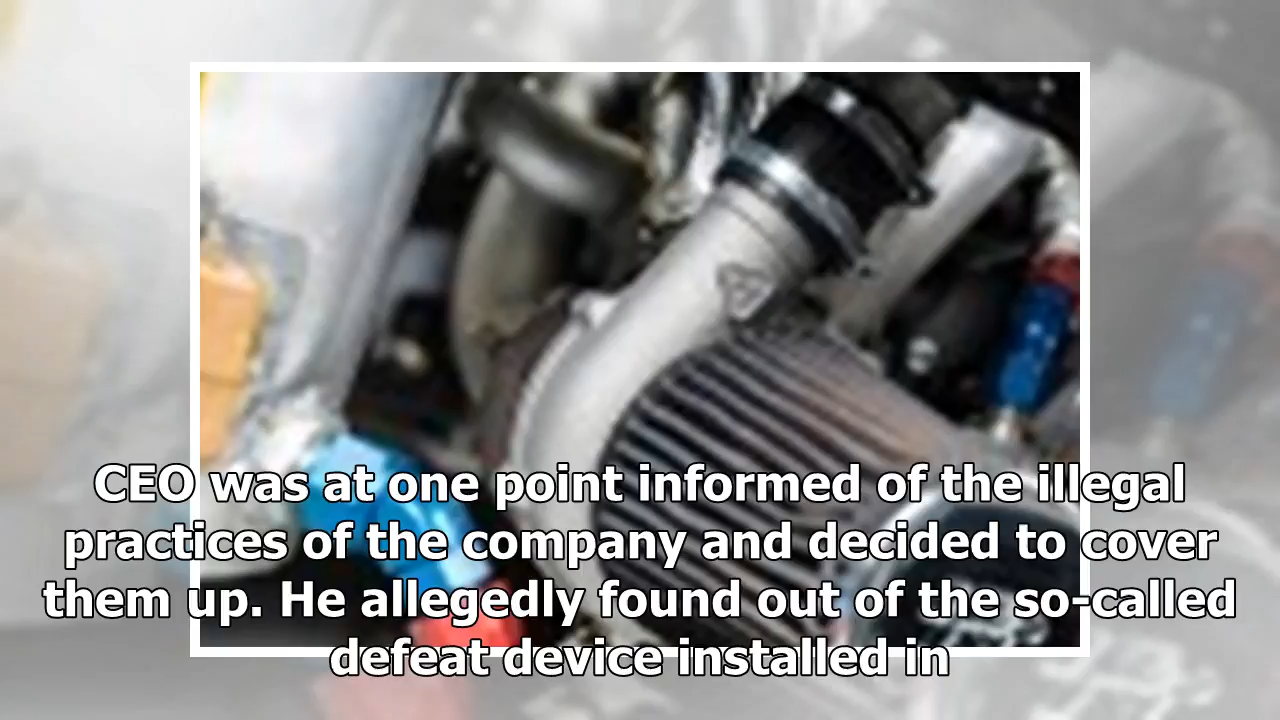 CEO was at one point informed of the illegal
practices of the company and decided to cover
them up. He allegedly found out of the so-called
defeat device installed in